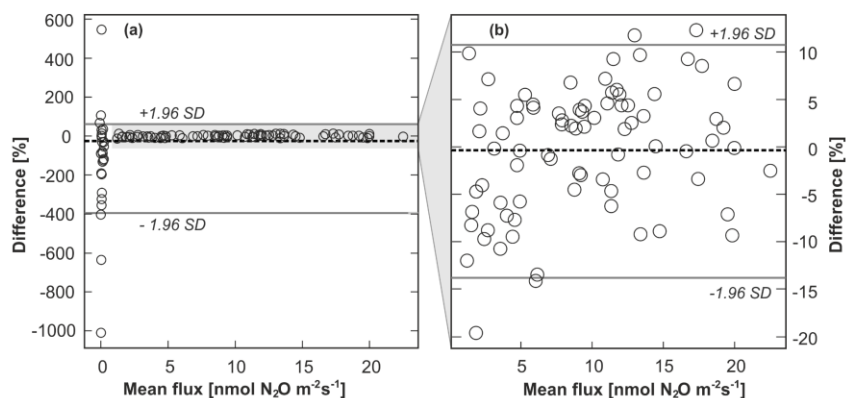 (a)
600
400
200
0
-200
-400
-600
-800
-1000
Difference [%]
+1.96 SD
- 1.96 SD
0
5
10
15
20
Mean flux [nmol N₂O m⁻²s⁻¹]
(b)
+1.96 SD
-1.96 SD
10
5
0
-5
-10
-15
-20
Difference [%]
5
10
15
20
Mean flux [nmol N₂O m⁻²s⁻¹]